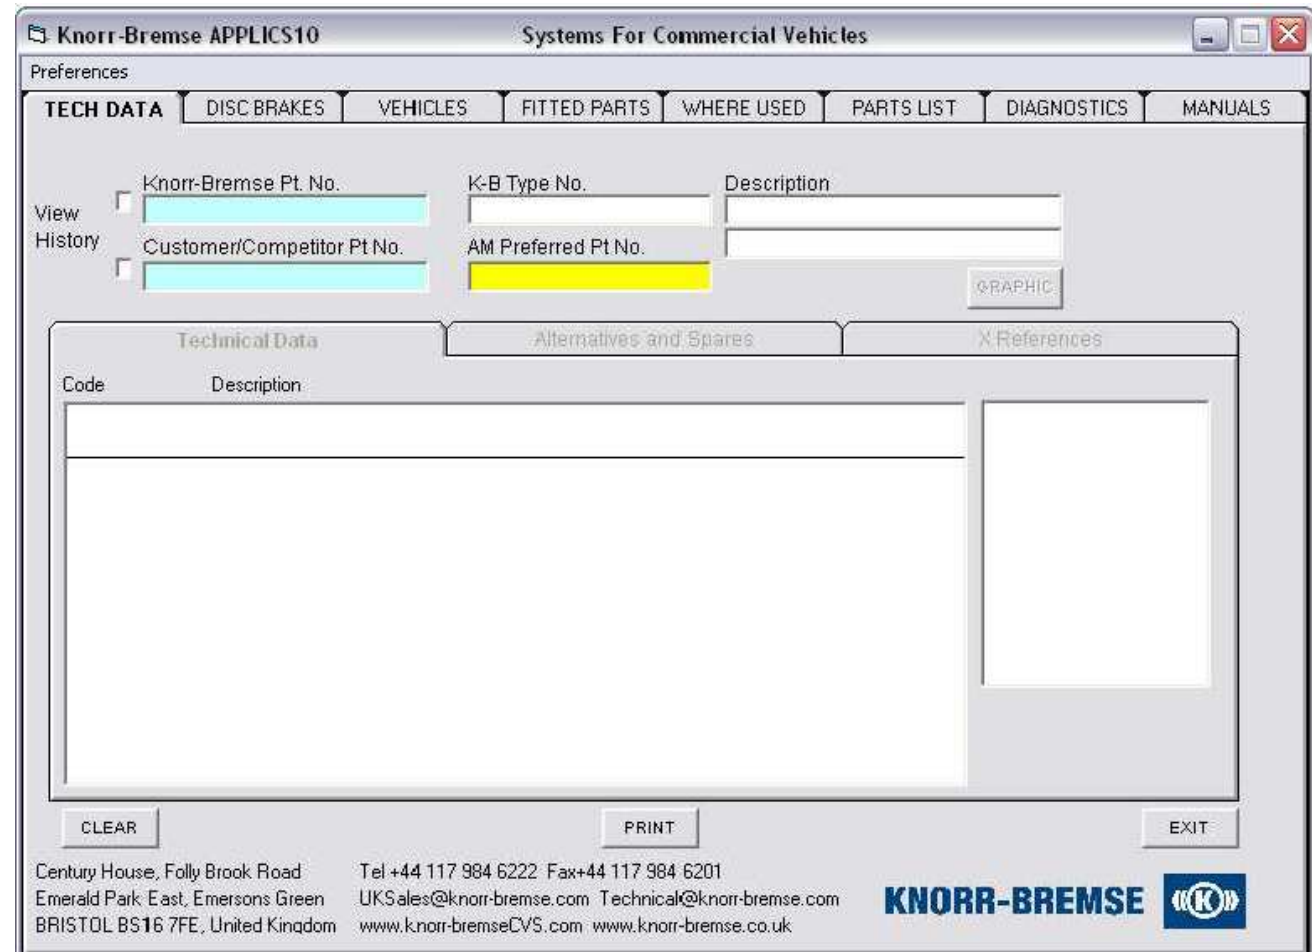 Knorr-Bremse APPLICS10 Systems For Commercial Vehicles
Preferences
TECH DATA DISC BRAKES VEHICLES FITTED PARTS WHERE USED PARTS LIST DIAGNOSTICS MANUALS
Knorr-Bremse Pt. No. K-B Type No. Description
View
History
Customer/Competitor Pt No. AM Preferred Pt No.
GRAPHIC
Technical Data Alternatives and Spares X References
Code Description
CLEAR PRINT EXIT
Century House, Folly Brook Road Tel +44 117 984 6222 Fax+44 117 984 6201
Emerald Park East, Emersons Green UKSales@knorr-bremse.com Technical@knorr-bremse.com
BRISTOL BS16 7FE, United Kingdom www.knorr-bremseCVS.com www.knorr-bremse.co.uk
KNORR-BREMSE ((K))